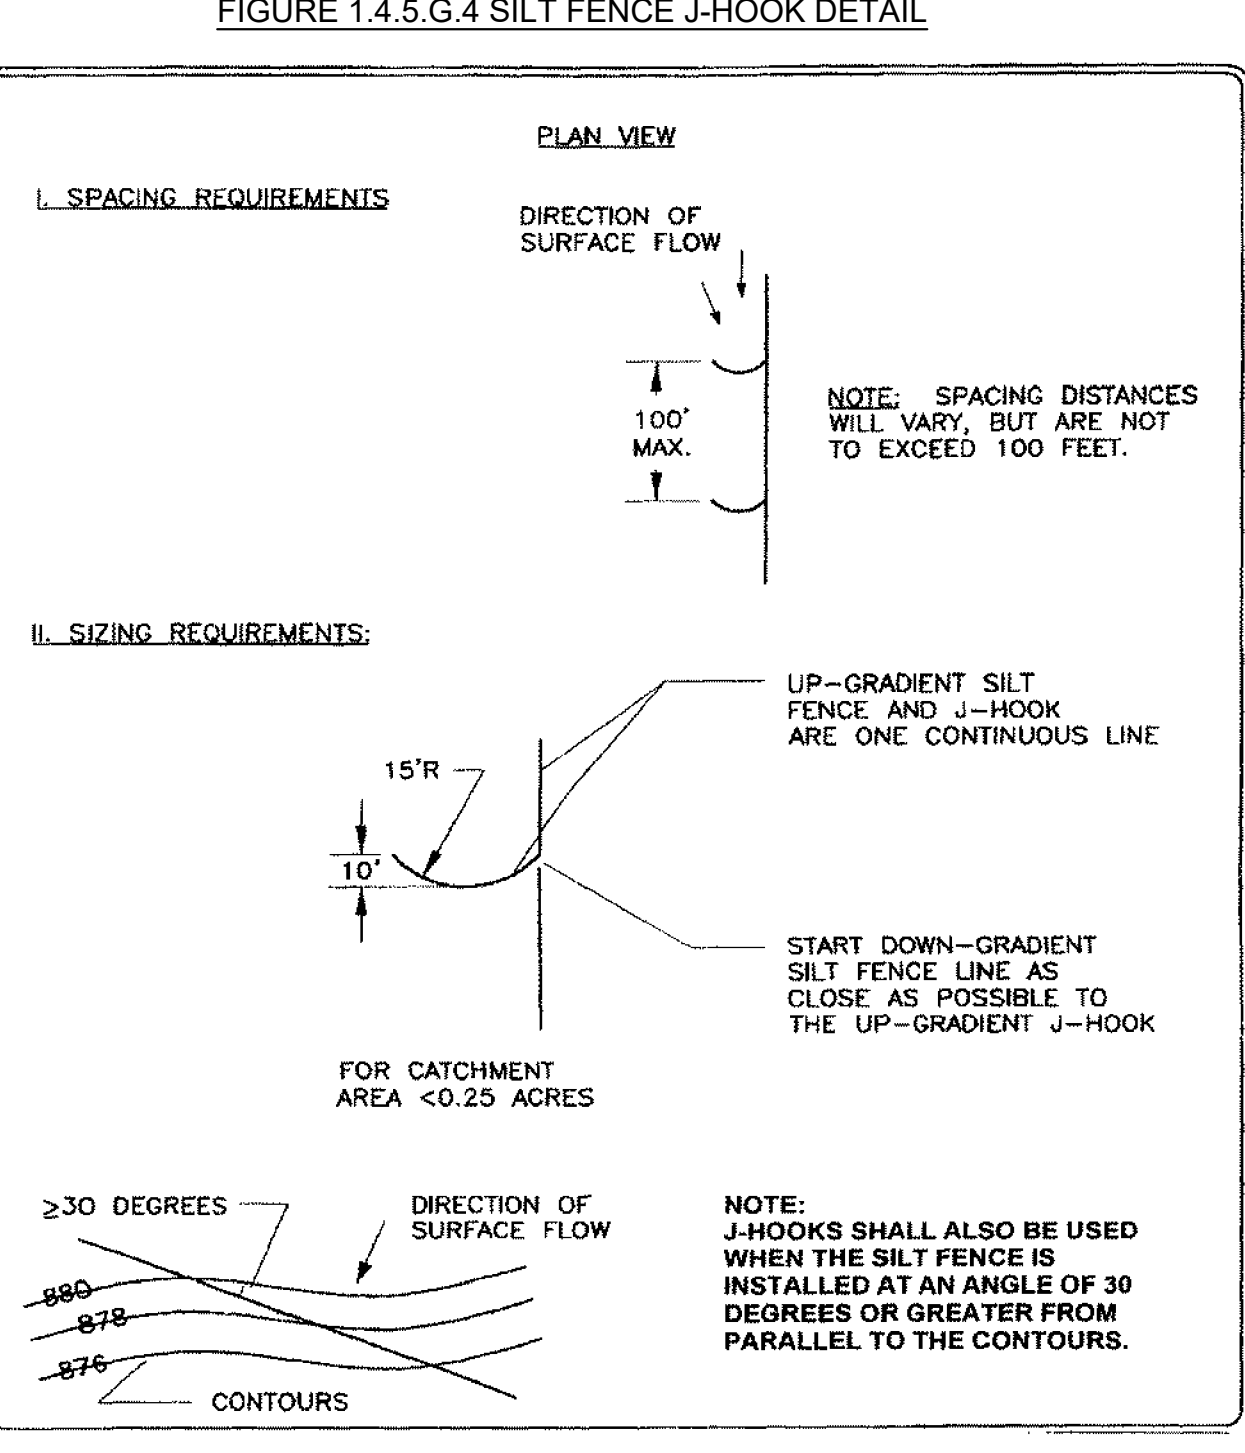 FIGURE 1.4.5.G.4 SILT FENCE J-HOOK DETAIL
PLAN VIEW
I. SPACING REQUIREMENTS
DIRECTION OF
SURFACE FLOW
100'
MAX.
NOTE: SPACING DISTANCES
WILL VARY, BUT ARE NOT
TO EXCEED 100 FEET.
II. SIZING REQUIREMENTS:
UP-GRADIENT SILT
FENCE AND J-HOOK
ARE ONE CONTINUOUS LINE
15'R
10'
START DOWN-GRADIENT
SILT FENCE LINE AS
CLOSE AS POSSIBLE TO
THE UP-GRADIENT J-HOOK
FOR CATCHMENT
AREA <0.25 ACRES
≥30 DEGREES
DIRECTION OF
SURFACE FLOW
880
878
876
CONTOURS
NOTE:
J-HOOKS SHALL ALSO BE USED
WHEN THE SILT FENCE IS
INSTALLED AT AN ANGLE OF 30
DEGREES OR GREATER FROM
PARALLEL TO THE CONTOURS.